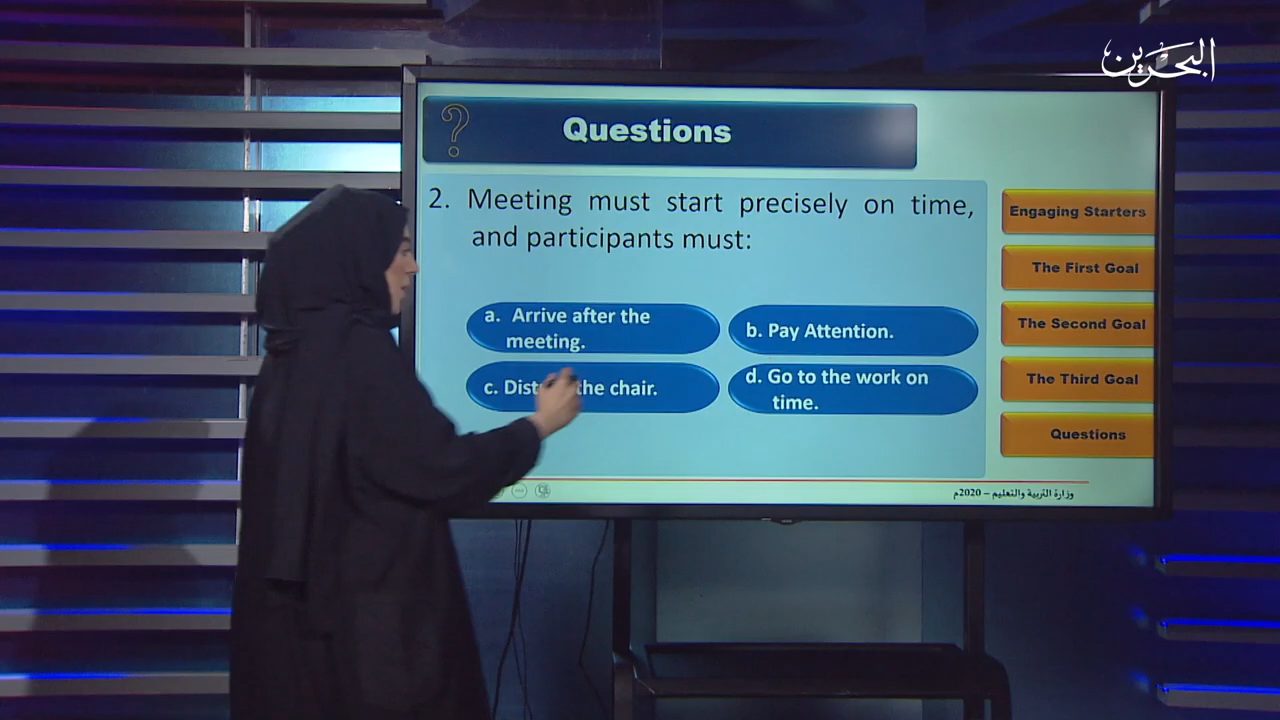 البحرين
Questions
2. Meeting must start precisely on time,
and participants must:
a. Arrive after the
meeting.
b. Pay Attention.
c. the chair.
d. Go to the work on
time.
Engaging Starters
The First Goal
The Second Goal
The Third Goal
Questions
وزارة التربية والتعليم – 2020م